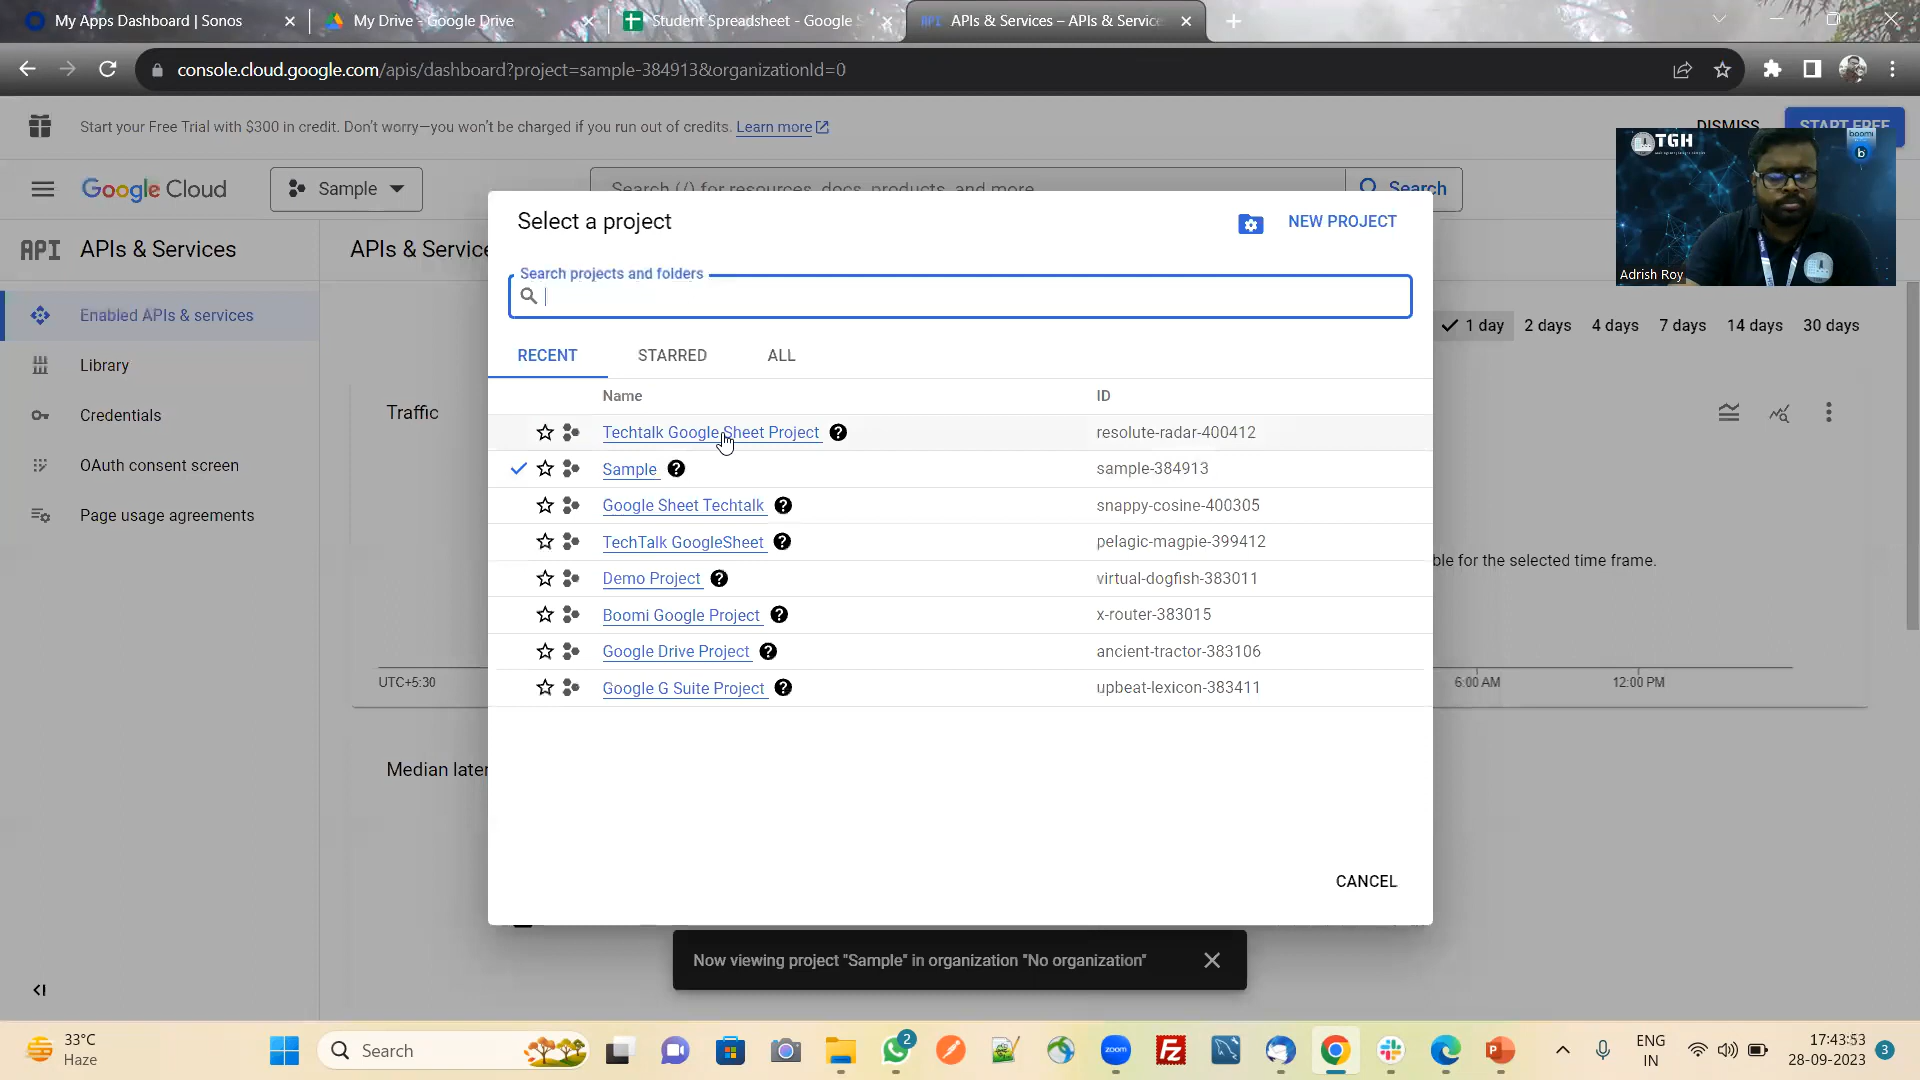 My Apps Dashboard | Sonos
My Drive - Google Drive
Student Spreadsheet - Google S
API APIs & Services – APIs & Service
console.cloud.google.com/apis/dashboard?project=sample-384913&organizationId=0
Start your Free Trial with $300 in credit. Don't worry—you won't be charged if you run out of credits. Learn more
DISMISS
START FREE
Google Cloud
Sample
Search (/) for resources, docs, products, and more
Search
TGH
boomi
b
Adrish Roy
API APIs & Services
APIs & Service
Enabled APIs & services
Library
Credentials
OAuth consent screen
Page usage agreements
Select a project
NEW PROJECT
Search projects and folders
RECENT
STARRED
ALL
Name
ID
Techtalk Google Sheet Project
resolute-radar-400412
Sample
sample-384913
Google Sheet Techtalk
snappy-cosine-400305
TechTalk GoogleSheet
pelagic-magpie-399412
Demo Project
virtual-dogfish-383011
Boomi Google Project
x-router-383015
Google Drive Project
ancient-tractor-383106
Google G Suite Project
upbeat-lexicon-383411
CANCEL
1 day
2 days
4 days
7 days
14 days
30 days
Traffic
ble for the selected time frame.
UTC+5:30
6:00 AM
12:00 PM
Median later
Now viewing project "Sample" in organization "No organization"
33°C
Haze
Search
2
zoom
ENG
IN
17:43:53
28-09-2023
3